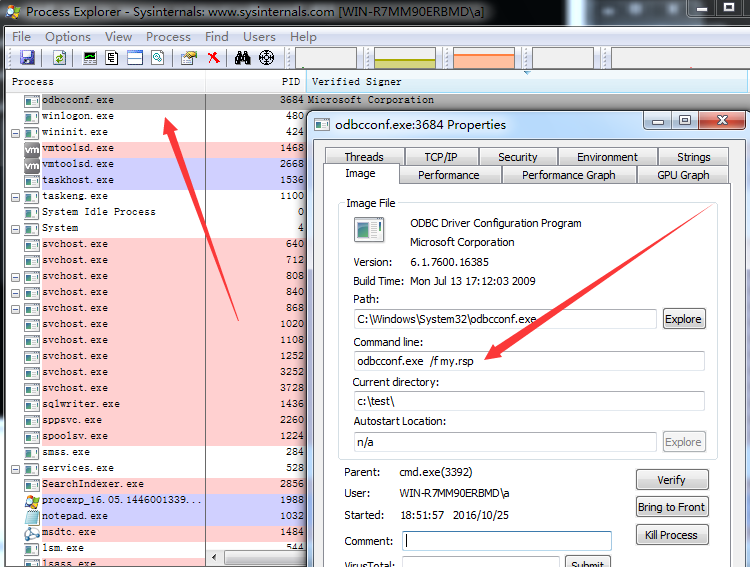 Process Explorer - Sysinternals: www.sysinternals.com [WIN-R7MM90ERBMD\a]
File Options View Process Find Users Help
Process PID Verified Signer
odbcconf.exe 3684 Microsoft Corporation
winlogon.exe 480
wininit.exe 424
vmtoolsd.exe 1468
vmtoolsd.exe 2668
taskhost.exe 1536
taskeng.exe 1100
System Idle Process 0
System 4
svchost.exe 640
svchost.exe 712
svchost.exe 808
svchost.exe 840
svchost.exe 868
svchost.exe 1020
svchost.exe 1108
svchost.exe 1252
svchost.exe 3252
svchost.exe 3728
sqlwriter.exe 1436
sppsvc.exe 2260
spoolsv.exe 1224
smss.exe 284
services.exe 528
SearchIndexer.exe 2856
procexp_16.05.1446001339... 1988
notepad.exe 1032
msdtc.exe 1484
lsm.exe 544
lsass.exe
odbcconf.exe:3684 Properties
Threads TCP/IP Security Environment Strings
Image Performance Performance Graph GPU Graph
Image File
ODBC Driver Configuration Program
Microsoft Corporation
Version: 6.1.7600.16385
Build Time: Mon Jul 13 17:12:03 2009
Path:
C:\Windows\System32\odbcconf.exe Explore
Command line:
odbcconf.exe /f my.rsp
Current directory:
c:\test\
Autostart Location:
n/a Explore
Parent: cmd.exe(3392) Verify
User: WIN-R7MM90ERBMD\a Bring to Front
Started: 18:51:57 2016/10/25 Kill Process
Comment:
VirusTotal: Submit